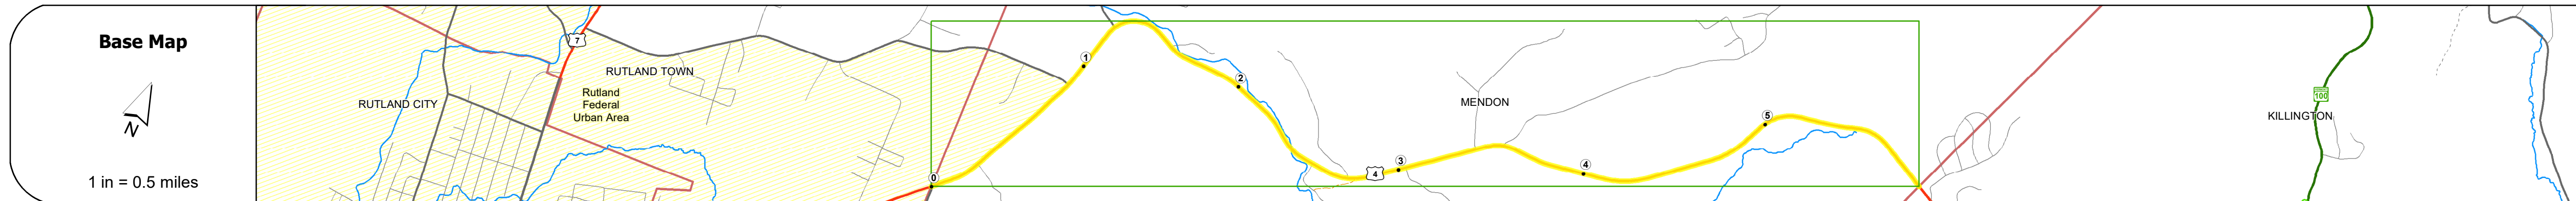 Base Map
N
1 in = 0.5 miles
7
RUTLAND TOWN
Rutland
Federal
Urban Area
RUTLAND CITY
0
1
2
3
4
4
5
MENDON
100
KILLINGTON